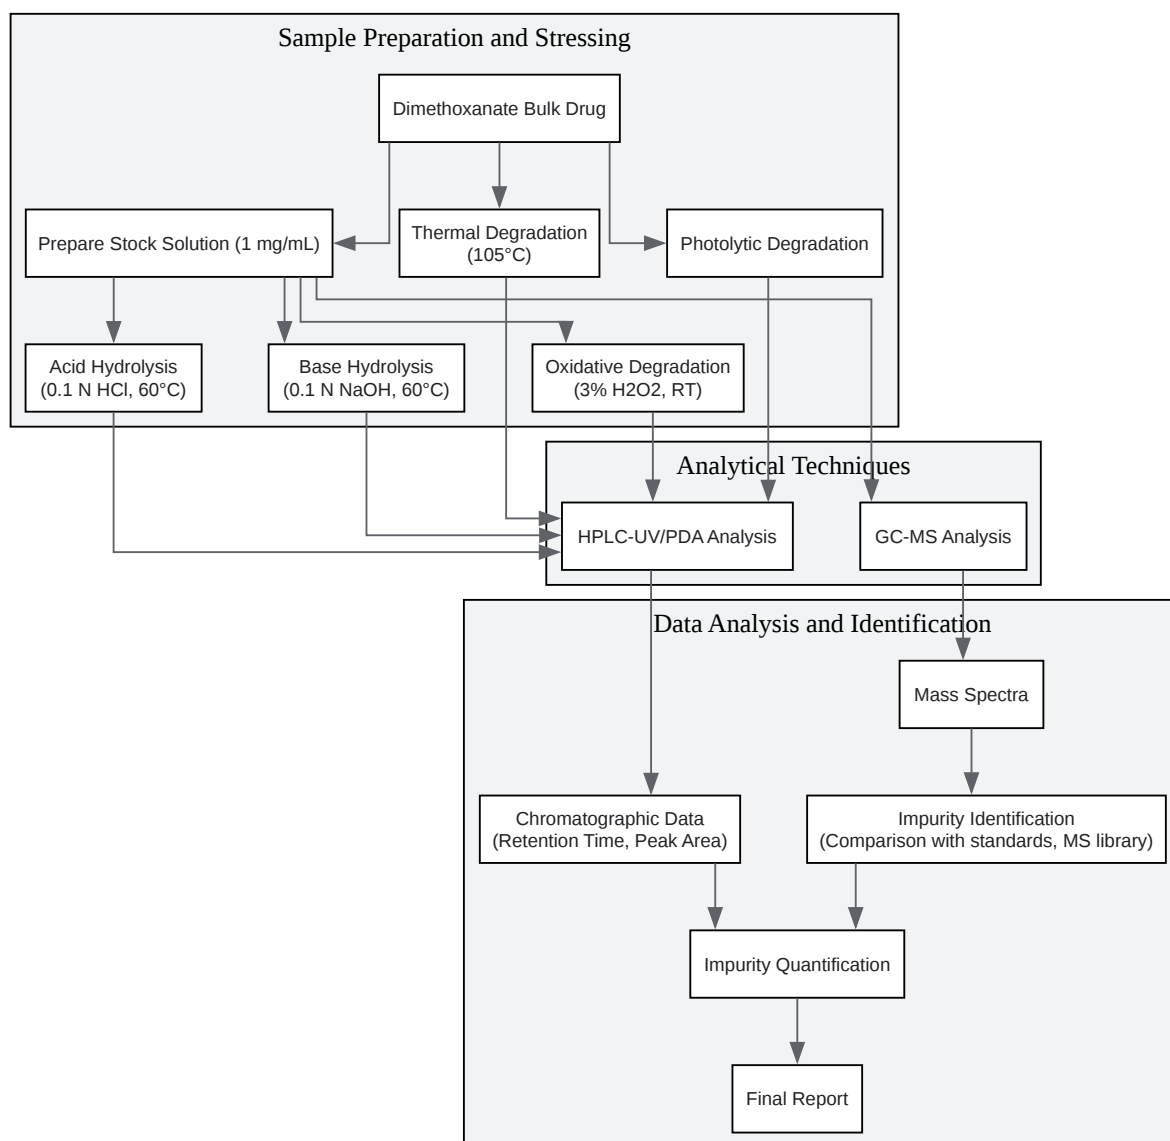 Sample Preparation and Stressing
Dimethoxanate Bulk Drug
Prepare Stock Solution (1 mg/mL)
Thermal Degradation
(105°C)
Photolytic Degradation
Acid Hydrolysis
(0.1 N HCl, 60°C)
Base Hydrolysis
(0.1 N NaOH, 60°C)
Oxidative Degradation
(3% H2O2, RT)
Analytical Techniques
HPLC-UV/PDA Analysis
GC-MS Analysis
Data Analysis and Identification
Mass Spectra
Chromatographic Data
(Retention Time, Peak Area)
Impurity Identification
(Comparison with standards, MS library)
Impurity Quantification
Final Report